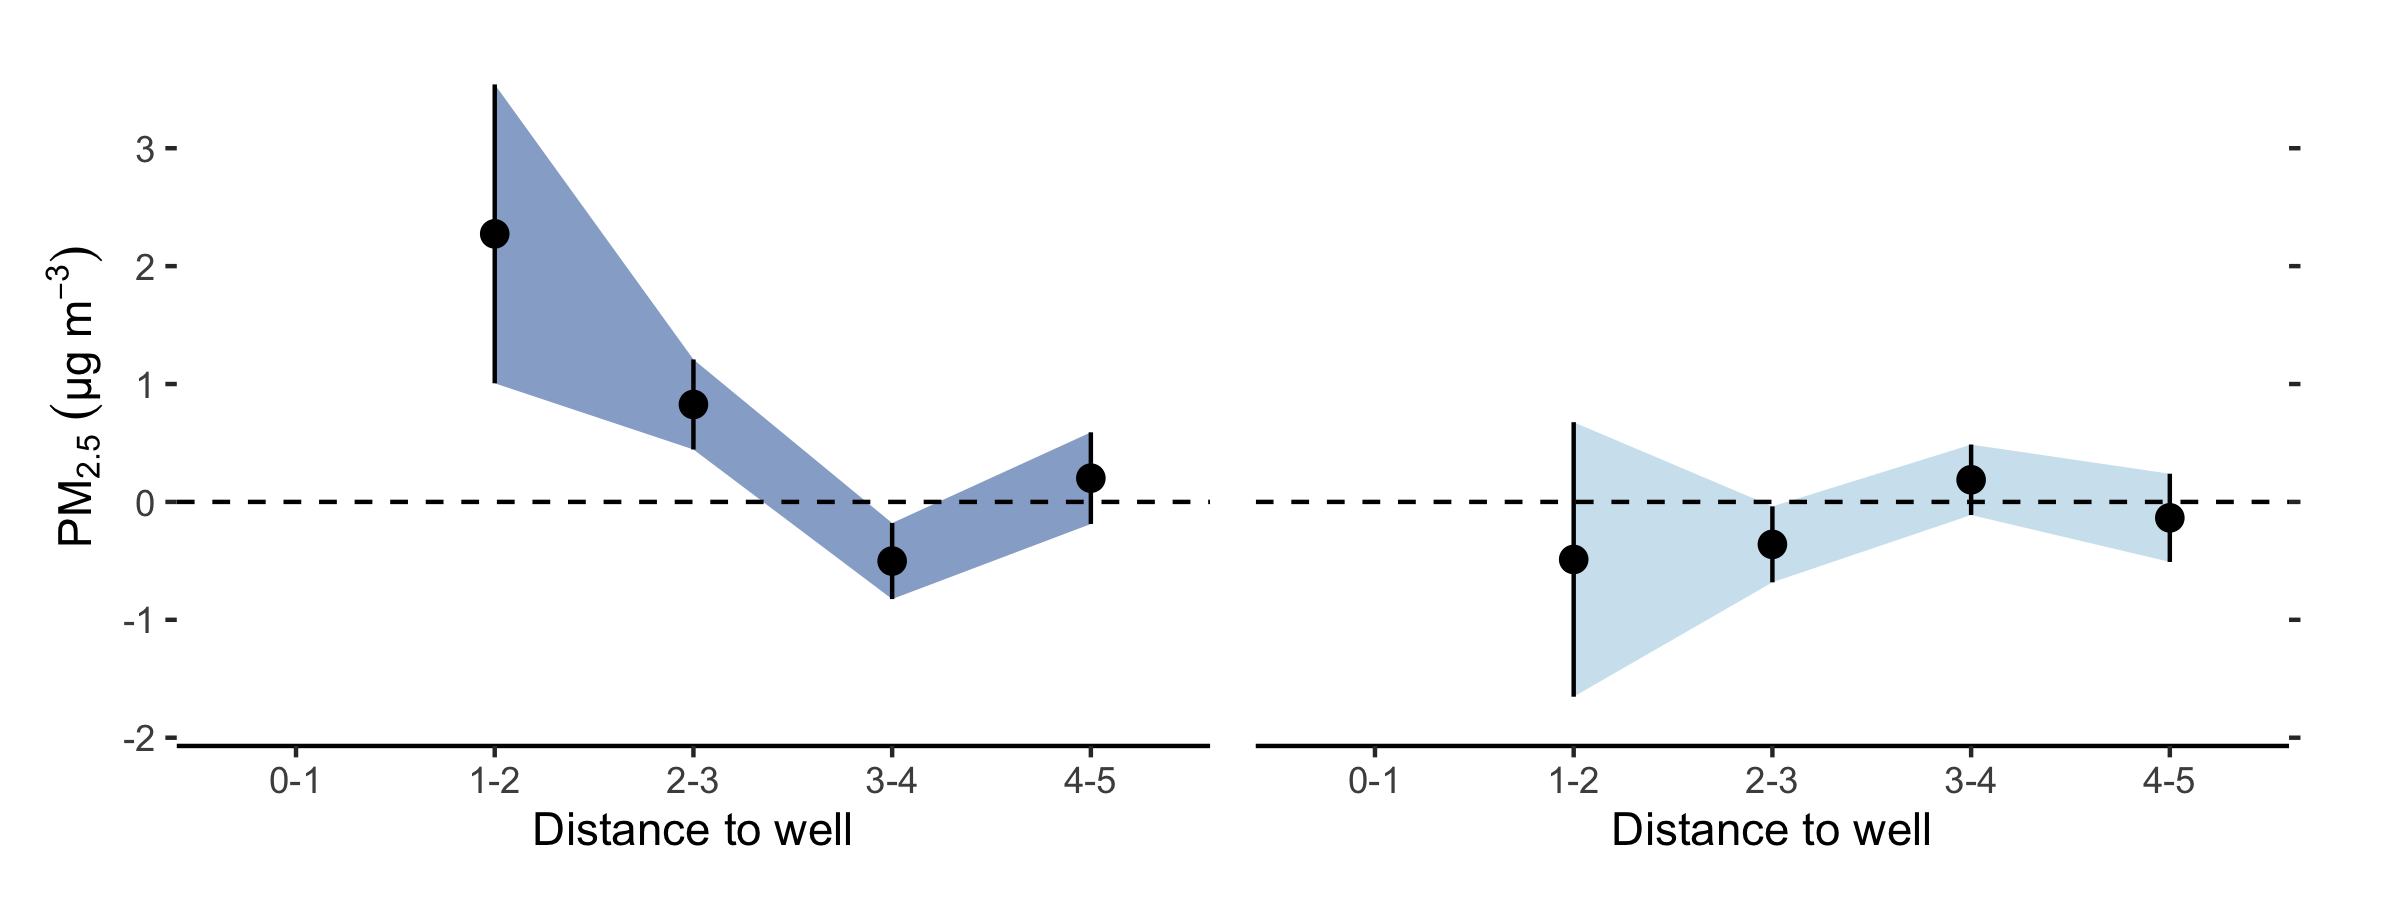 PM2.5 (µg m−3)
3
2
1
0
-1
-2
0-1 1-2 2-3 3-4 4-5
Distance to well
0-1 1-2 2-3 3-4 4-5
Distance to well